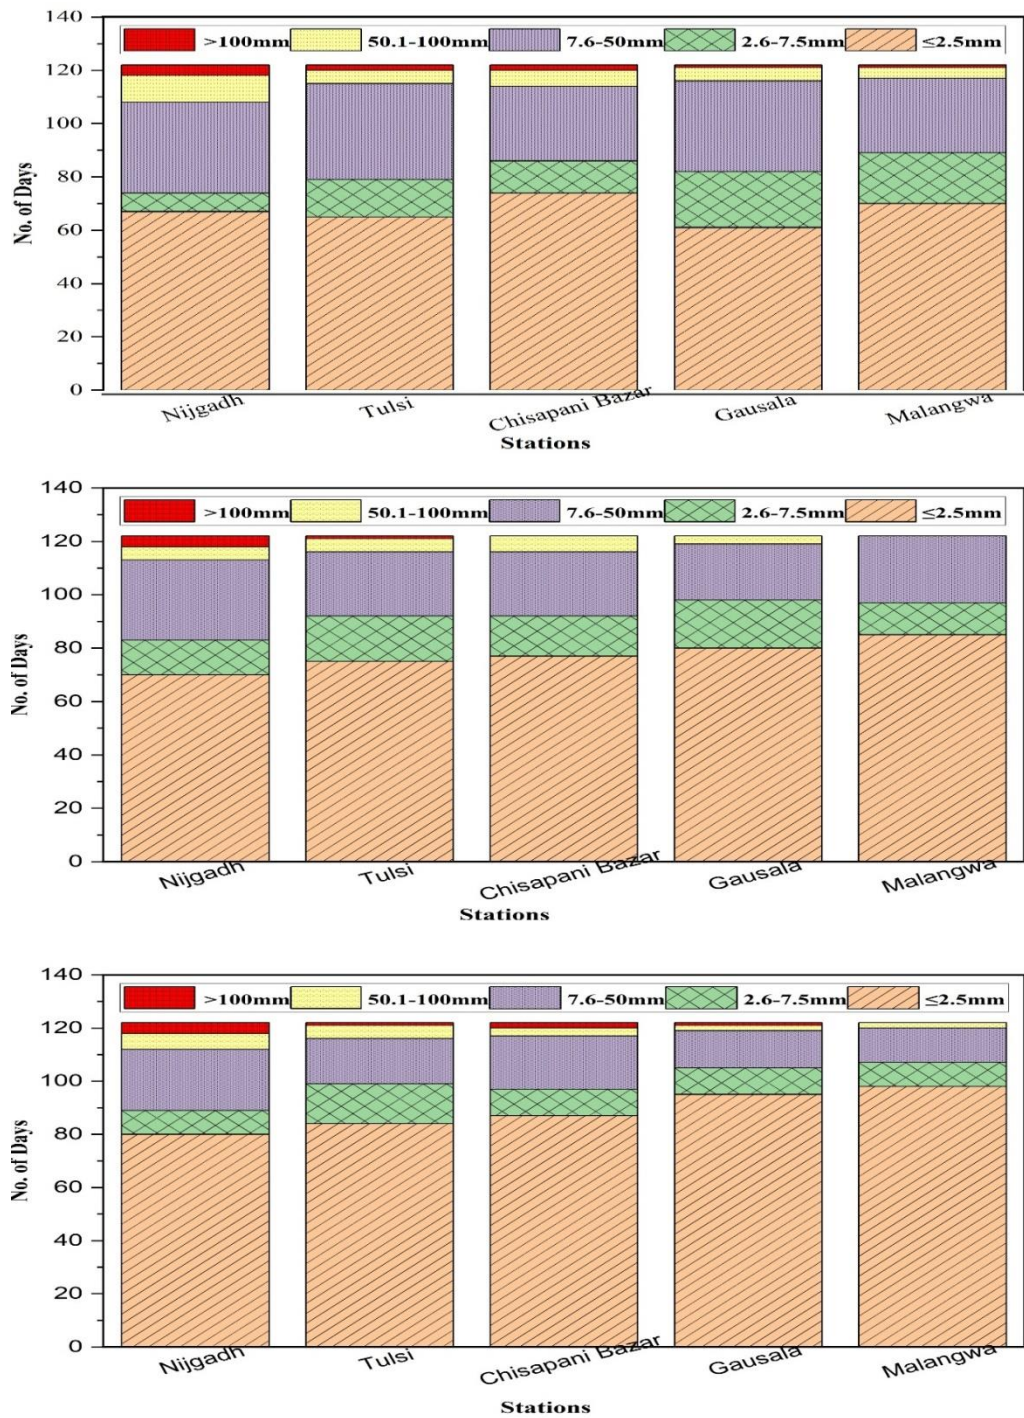 140
>100mm 50.1-100mm 7.6-50mm 2.6-7.5mm ≤2.5mm
120
100
80
60
40
20
0
No. of Days
Nijgadh Tulsi Chisapani Bazar Gausala Malangwa
Stations
140
>100mm 50.1-100mm 7.6-50mm 2.6-7.5mm ≤2.5mm
120
100
80
60
40
20
0
No. of Days
Nijgadh Tulsi Chisapani Bazar Gausala Malangwa
Stations
140
>100mm 50.1-100mm 7.6-50mm 2.6-7.5mm ≤2.5mm
120
100
80
60
40
20
0
No. of Days
Nijgadh Tulsi Chisapani Bazar Gausala Malangwa
Stations